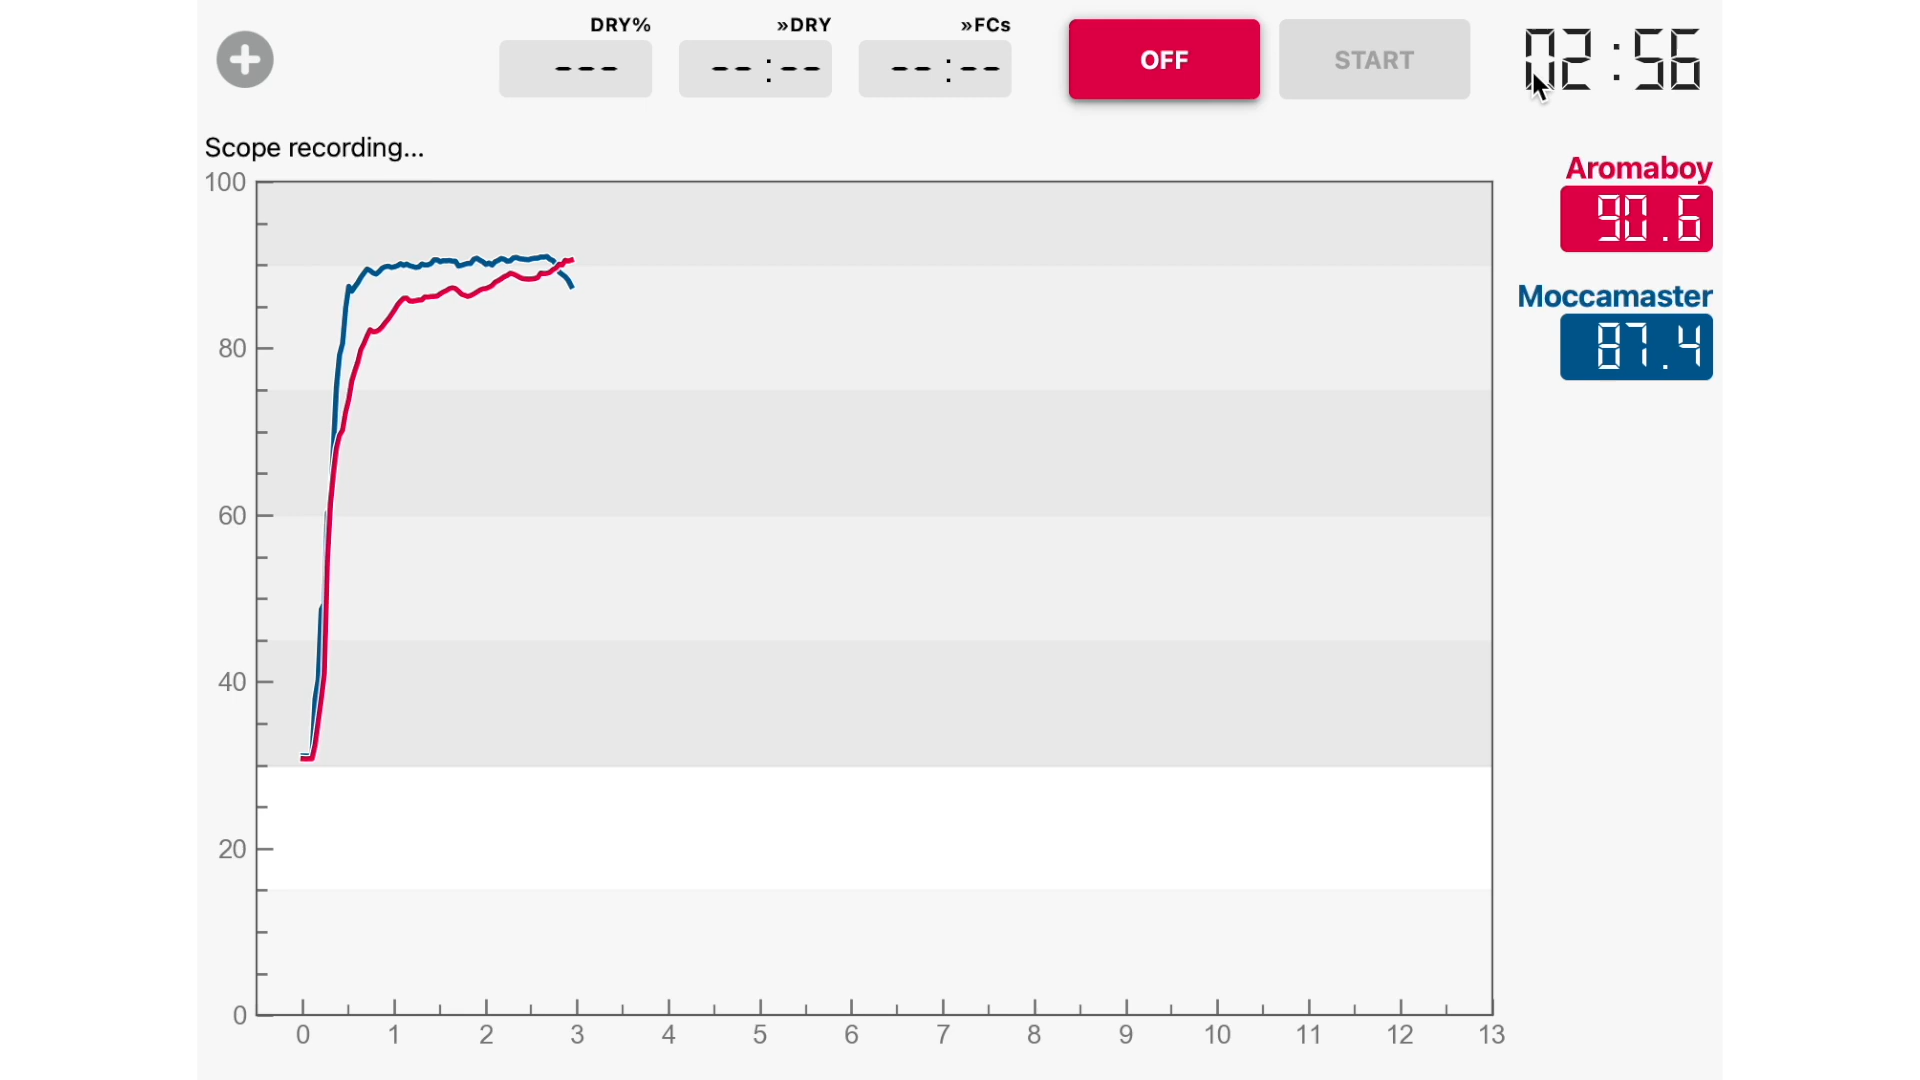 DRY%
»DRY
»FCs
---
--:--
--:--
OFF
START
02:56
Scope recording...
Aromaboy
90.6
Moccamaster
87.4
100
80
60
40
20
0
0 1 2 3 4 5 6 7 8 9 10 11 12 13